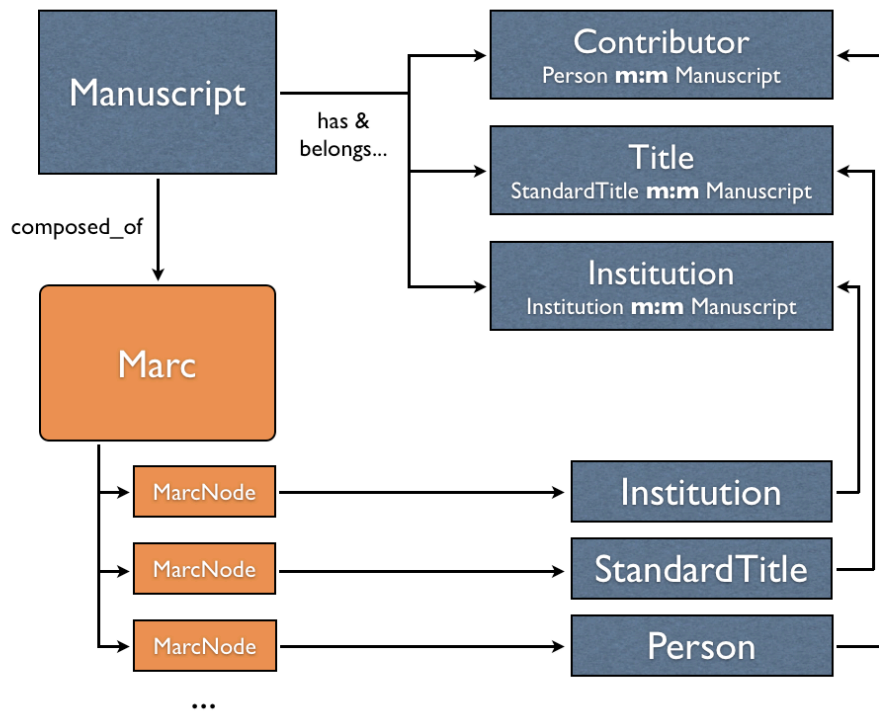 Manuscript
has &
belongs...
Contributor
Person m:m Manuscript
Title
StandardTitle m:m Manuscript
Institution
Institution m:m Manuscript
composed_of
Marc
MarcNode
Institution
MarcNode
StandardTitle
MarcNode
Person
...